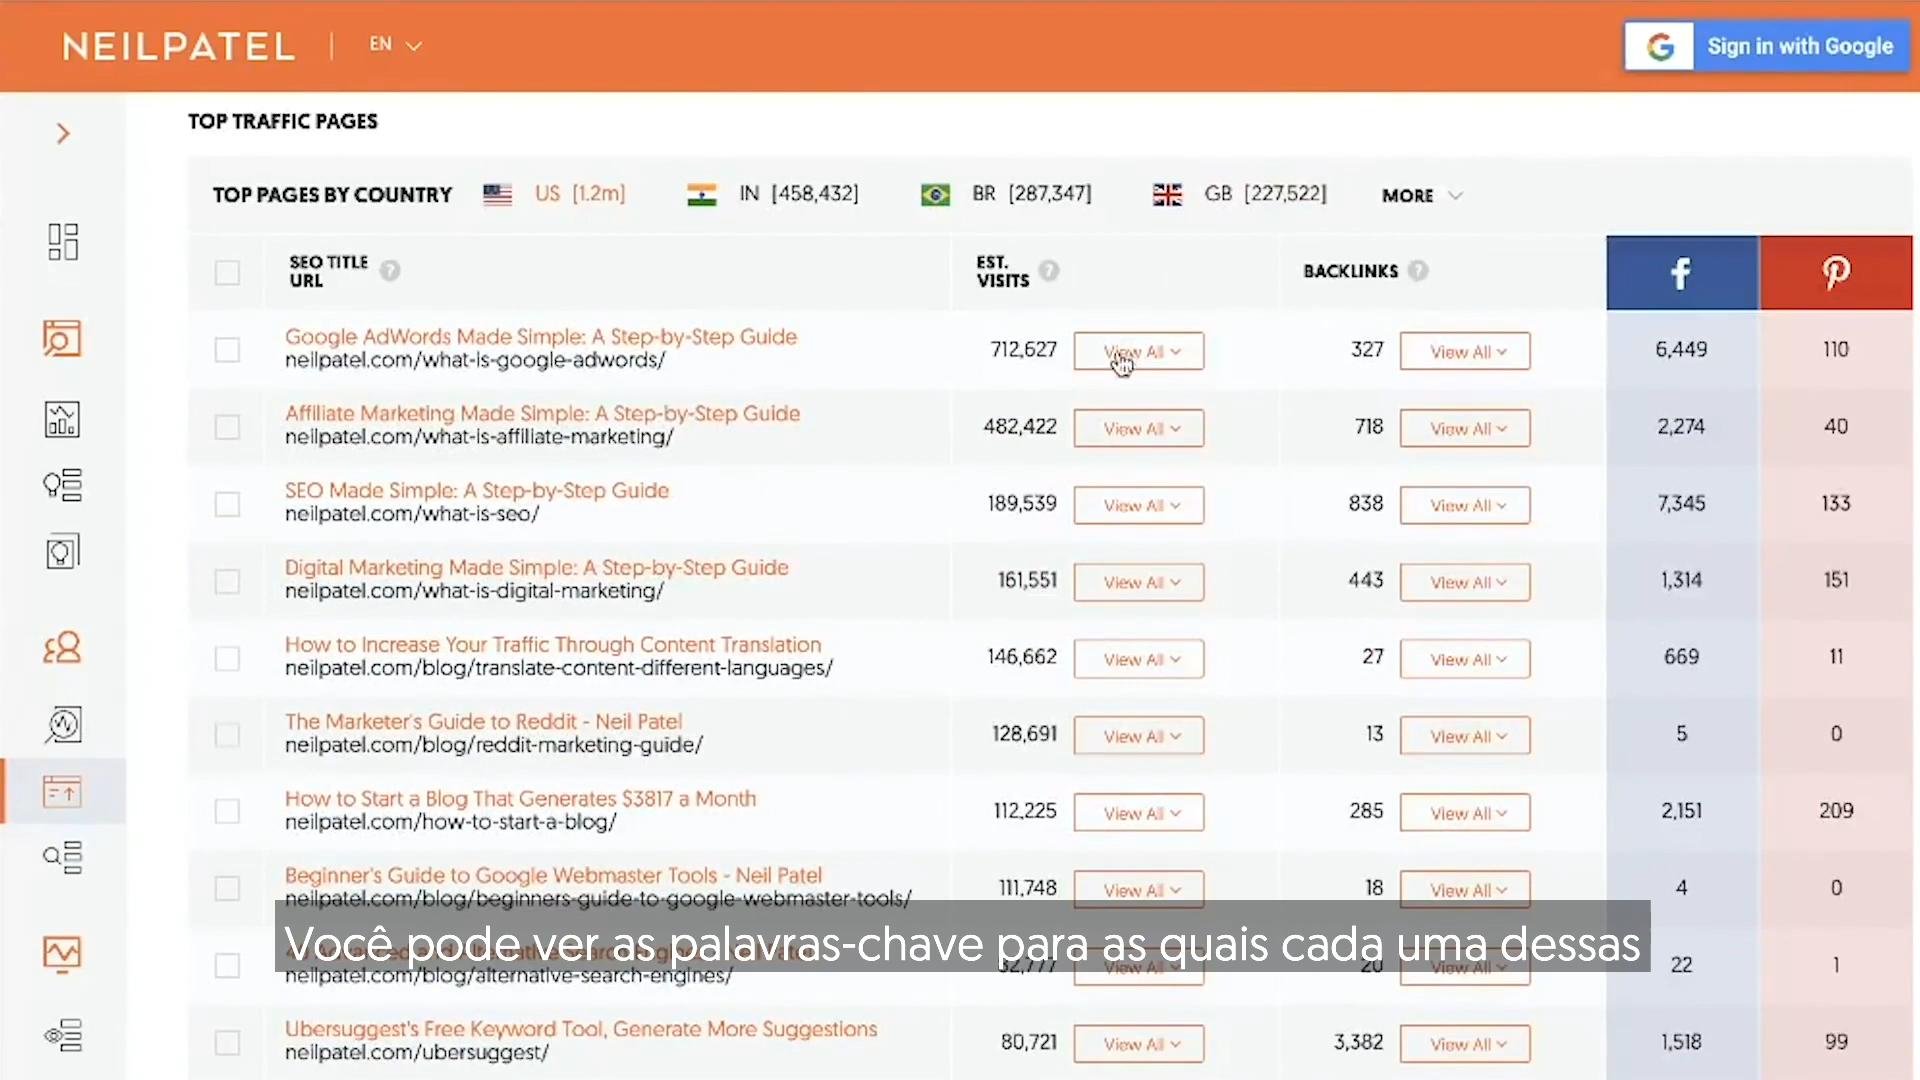 NEILPATEL
EN
Sign in with Google
TOP TRAFFIC PAGES
TOP PAGES BY COUNTRY US [1.2m] IN [458,432] BR [287,347] GB [227,522] MORE
SEO TITLE
URL
EST.
VISITS
BACKLINKS
Google AdWords Made Simple: A Step-by-Step Guide
neilpatel.com/what-is-google-adwords/
712,627 View All 327 View All 6,449 110
Affiliate Marketing Made Simple: A Step-by-Step Guide
neilpatel.com/what-is-affiliate-marketing/
482,422 View All 718 View All 2,274 40
SEO Made Simple: A Step-by-Step Guide
neilpatel.com/what-is-seo/
189,539 View All 838 View All 7,345 133
Digital Marketing Made Simple: A Step-by-Step Guide
neilpatel.com/what-is-digital-marketing/
161,551 View All 443 View All 1,314 151
How to Increase Your Traffic Through Content Translation
neilpatel.com/blog/translate-content-different-languages/
146,662 View All 27 View All 669 11
The Marketer's Guide to Reddit - Neil Patel
neilpatel.com/blog/reddit-marketing-guide/
128,691 View All 13 View All 5 0
How to Start a Blog That Generates $3817 a Month
neilpatel.com/how-to-start-a-blog/
112,225 View All 285 View All 2,151 209
Beginner's Guide to Google Webmaster Tools - Neil Patel
neilpatel.com/blog/beginners-guide-to-google-webmaster-tools/
111,748 View All 18 View All 4 0
Você pode ver as palavras-chave para as quais cada uma dessas
neilpatel.com/blog/alternative-search-engines/
20 22 1
Ubersuggest's Free Keyword Tool, Generate More Suggestions
neilpatel.com/ubersuggest/
80,721 View All 3,382 View All 1,518 99